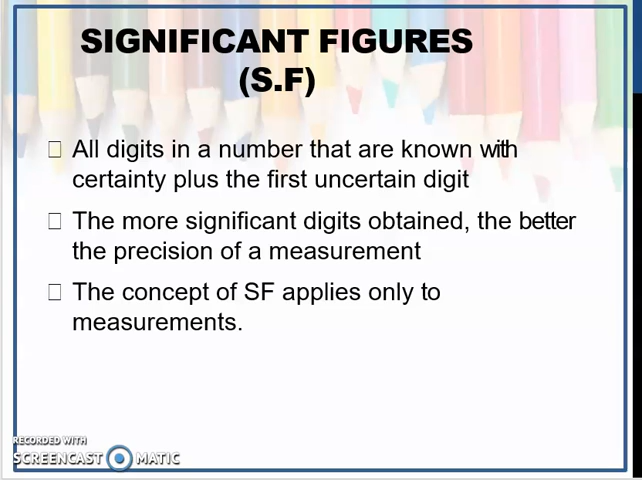 SIGNIFICANT FIGURES
(S.F)
All digits in a number that are known with
certainty plus the first uncertain digit
The more significant digits obtained, the better
the precision of a measurement
The concept of SF applies only to
measurements.
RECORDED WITH
SCREENCAST MATIC